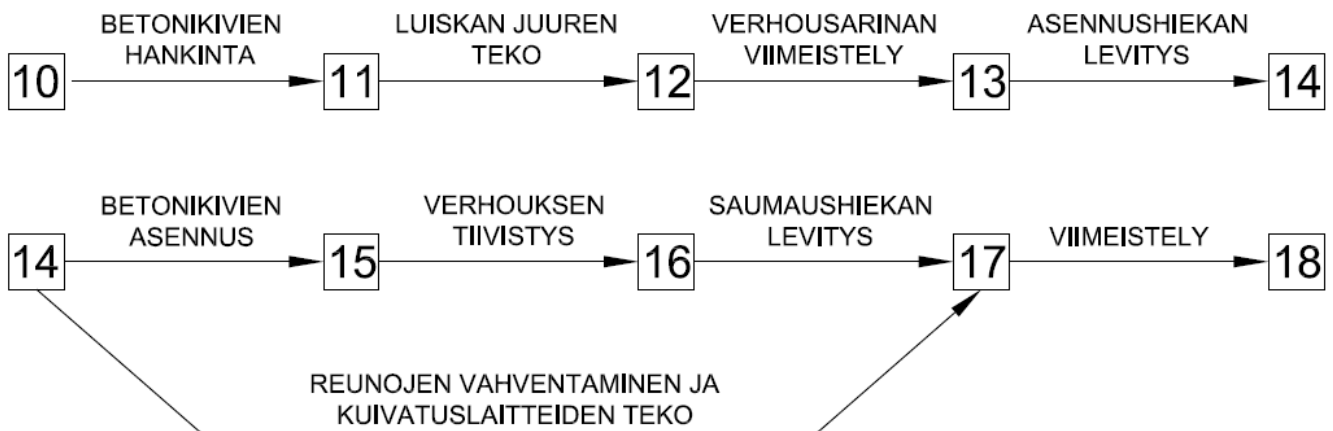 BETONIKIVIEN
HANKINTA
LUISKAN JUUREN
TEKO
VERHOUSARINAN
VIIMEISTELY
ASENNUSHIEKAN
LEVITYS
10
11
12
13
14
BETONIKIVIEN
ASENNUS
VERHOUKSEN
TIIVISTYS
SAUMAUSHIEKAN
LEVITYS
VIIMEISTELY
14
15
16
17
18
REUNOJEN VAHVENTAMINEN JA
KUIVATUSLAITTEIDEN TEKO